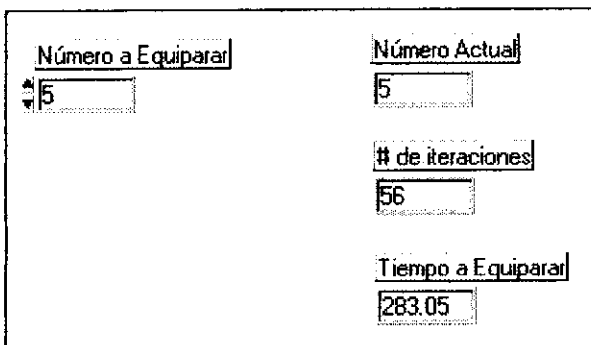 Número a Equiparar
5
Número Actual
5
# de iteraciones
56
Tiempo a Equiparar
283.05